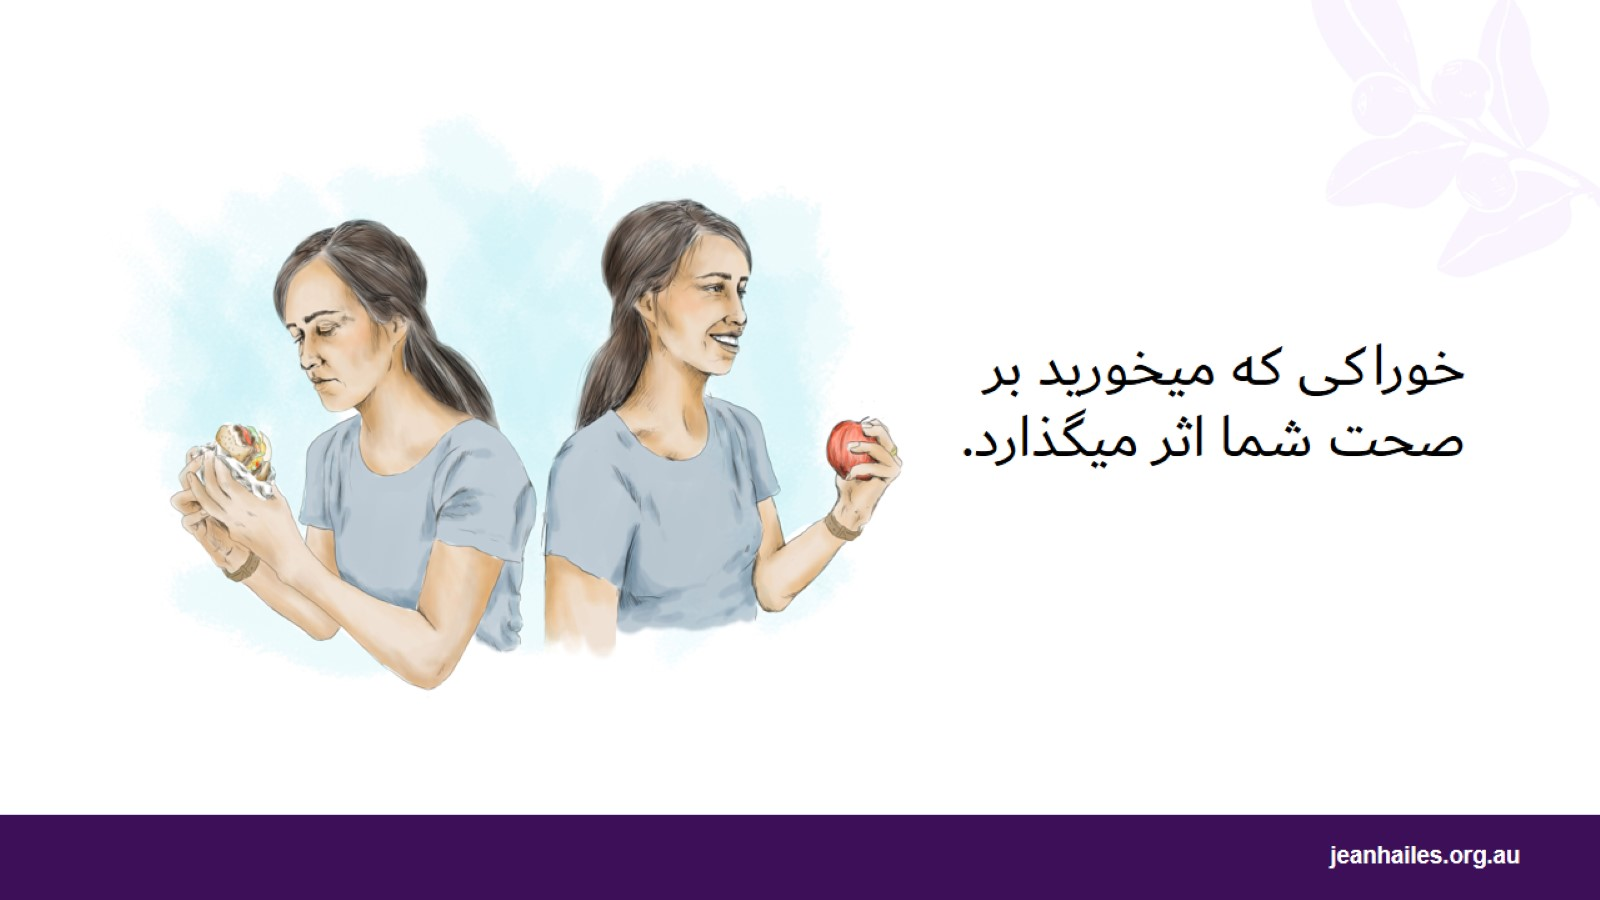 خوراکی که میخورید بر
صحت شما اثر میگذارد.
jeanhailes.org.au